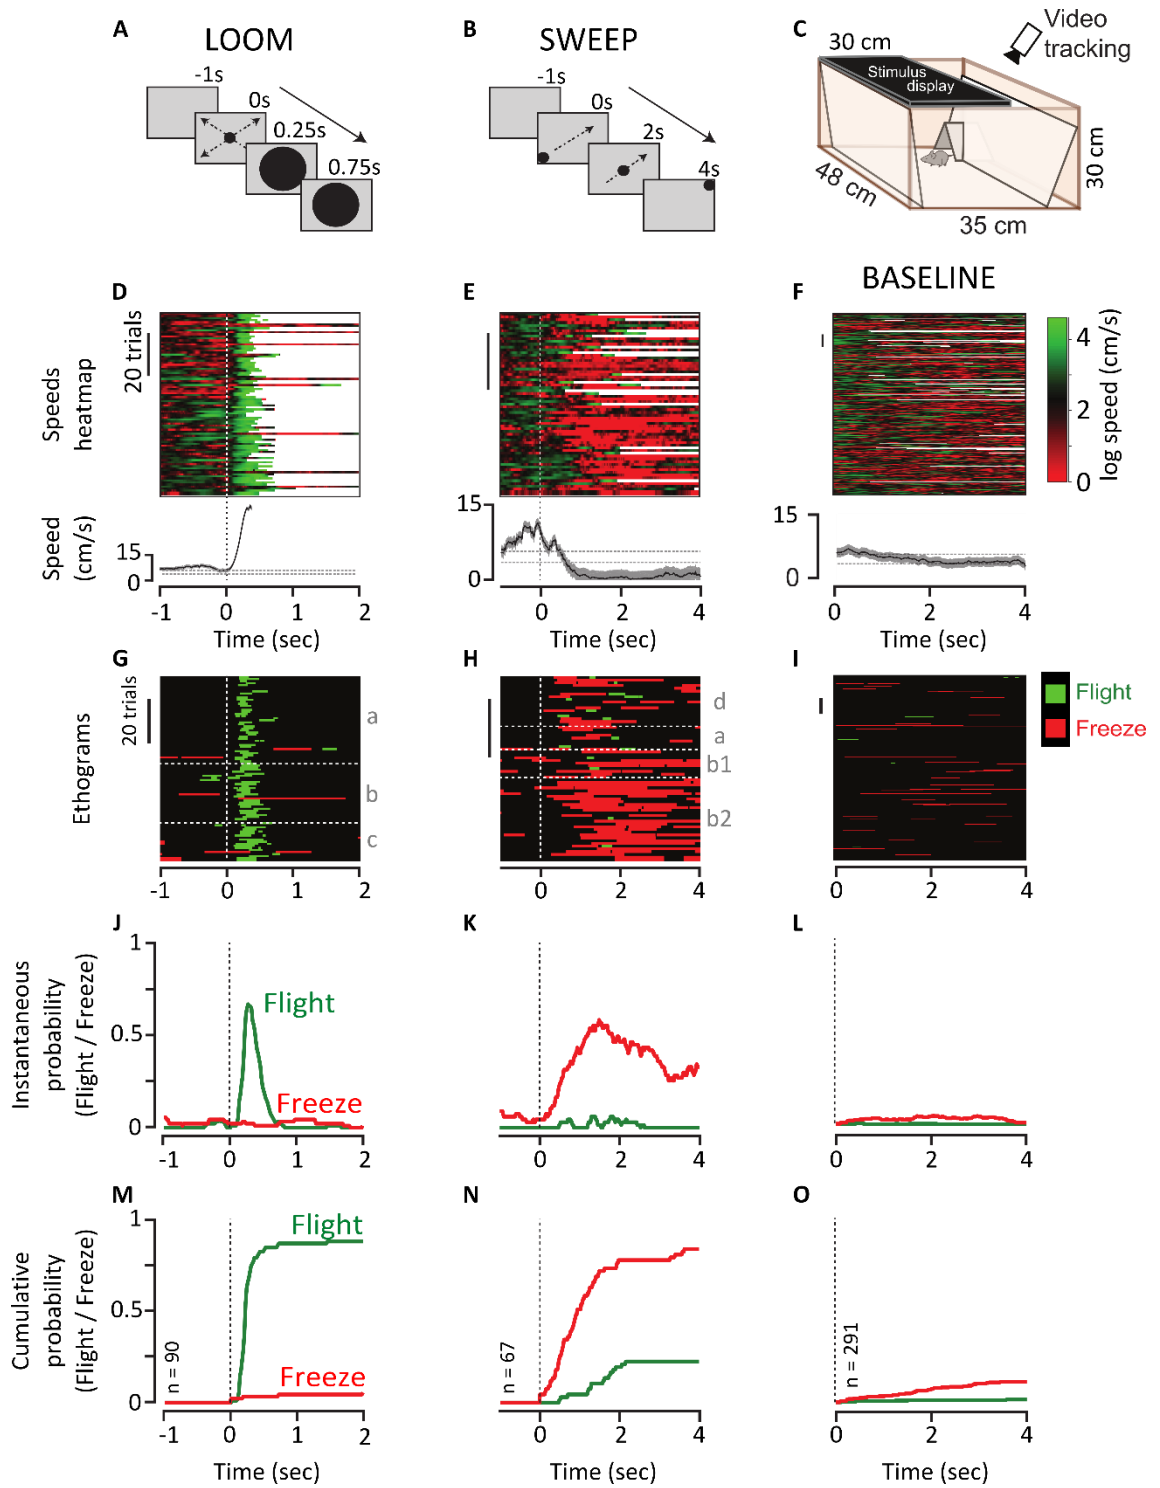 A LOOM
B SWEEP
C
Video
tracking
-1s
0s
0.25s
0.75s
-1s
0s
2s
4s
30 cm
Stimulus
display
48 cm
35 cm
30 cm
BASELINE
D
E
F
Speeds
heatmap
20 trials
4
2
0
log speed (cm/s)
Speed
(cm/s)
15
0
15
0
15
0
-1 0 1 2
Time (sec)
0 2 4
Time (sec)
0 2 4
Time (sec)
G
H
I
Ethograms
20 trials
a
b
c
d
a
b1
b2
Flight
Freeze
-1 0 1 2
0 2 4
0 2 4
J
K
L
Instantaneous
probability
(Flight / Freeze)
1
0.5
0
Flight
Freeze
-1 0 1 2
0 2 4
0 2 4
M
N
O
Cumulative
probability
(Flight / Freeze)
1
0.5
0
Flight
Freeze
n = 90
n = 67
n = 291
-1 0 1 2
Time (sec)
0 2 4
Time (sec)
0 2 4
Time (sec)